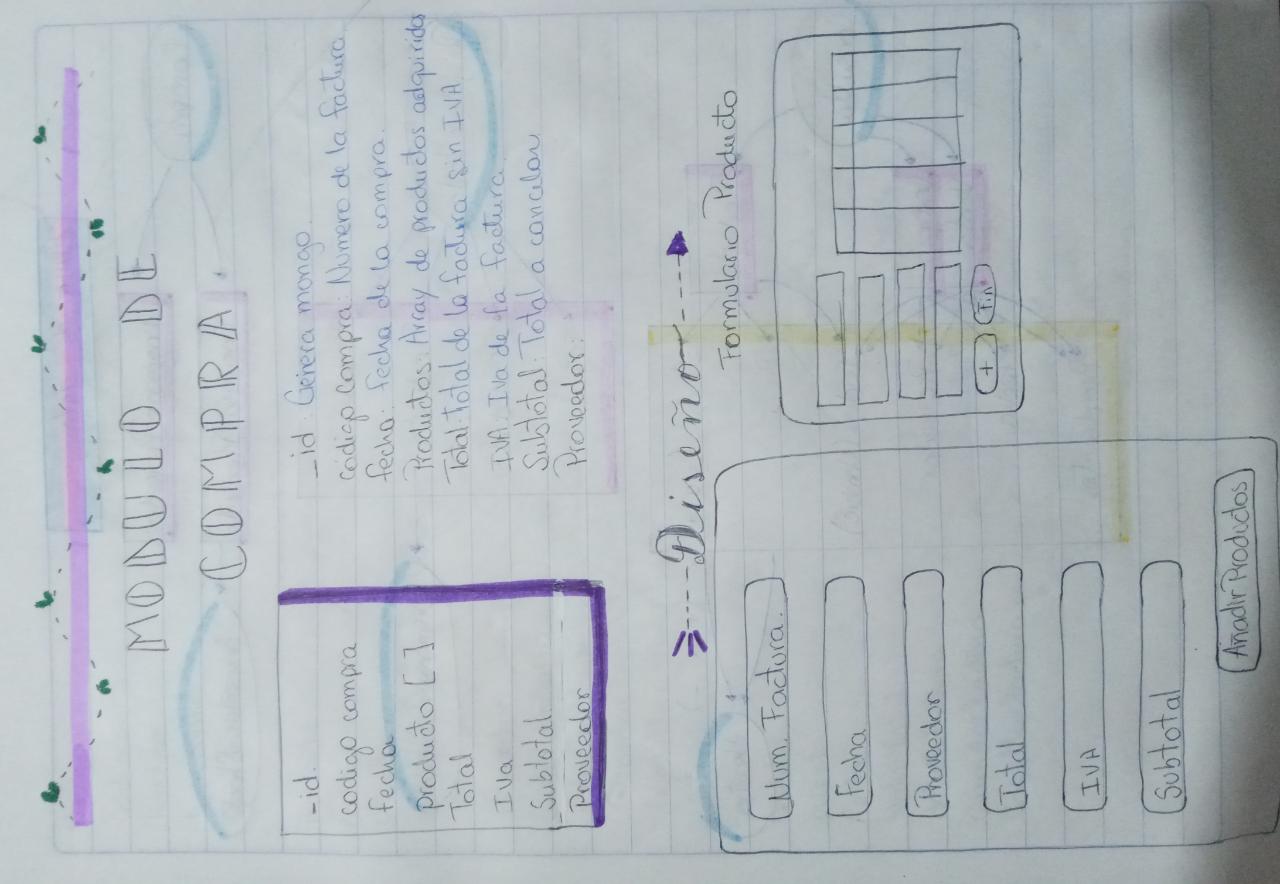 MODULO DE
COMPRA
_id.
codigo compra
fecha
producto [ ]
Total
Iva
Subtotal
Proveedor
_id: Genera mongo.
codigo compra: Numero de la factura
fecha: fecha de la compra.
Productos: Array de productos adquiridos
Total: Total de la factura sin IVA
IVA: Iva de la factura.
Subtotal: Total a cancelar
Proveedor:
Diseño
Num. Factura.
Fecha
Proveedor
Total
IVA
Subtotal
Añadir Productos
Formulario Producto
+
Fin